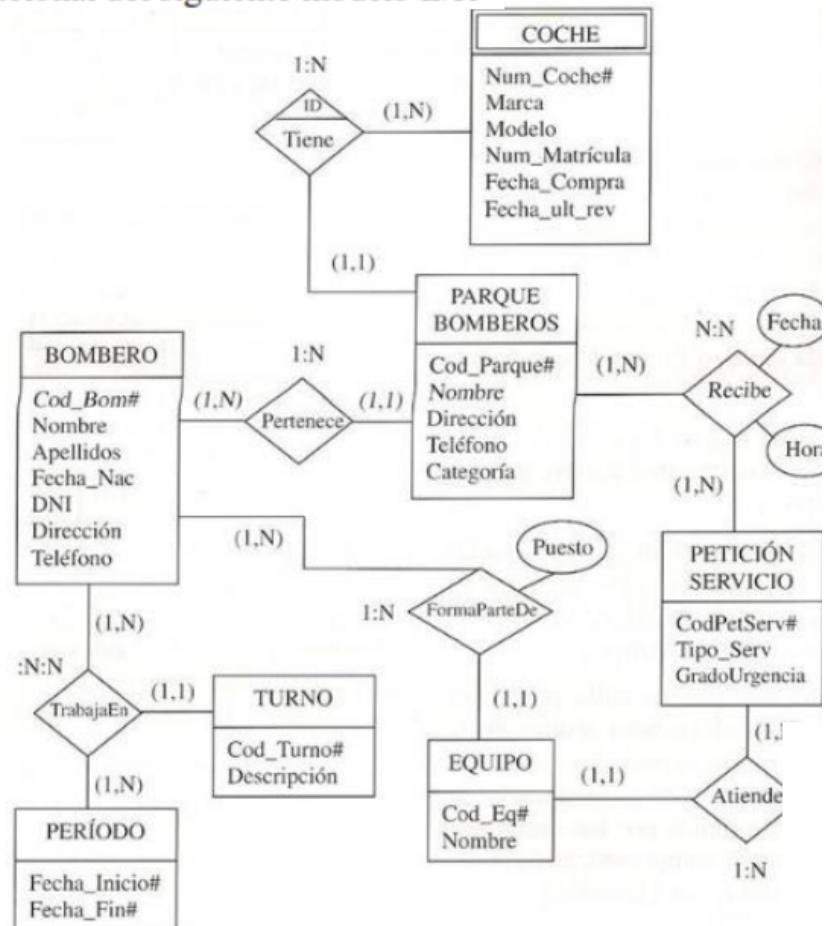 COCHE
Num_Coche#
Marca
Modelo
Num_Matrícula
Fecha_Compra
Fecha_ult_rev
1:N
ID
Tiene
(1,N)
(1,1)
PARQUE
BOMBEROS
Cod_Parque#
Nombre
Dirección
Teléfono
Categoría
BOMBERO
Cod_Bom#
Nombre
Apellidos
Fecha_Nac
DNI
Dirección
Teléfono
1:N
(1,N)
Pertenece
(1,1)
N:N
Fecha
(1,N)
Recibe
Hora
(1,N)
PETICIÓN
SERVICIO
CodPetServ#
Tipo_Serv
GradoUrgencia
(1,N)
Puesto
1:N
FormaParteDe
(1,1)
(1,N)
:N:N
TrabajaEn
(1,1)
TURNO
Cod_Turno#
Descripción
(1,N)
PERÍODO
Fecha_Inicio#
Fecha_Fin#
EQUIPO
Cod_Eq#
Nombre
(1,1)
Atiende
1:N